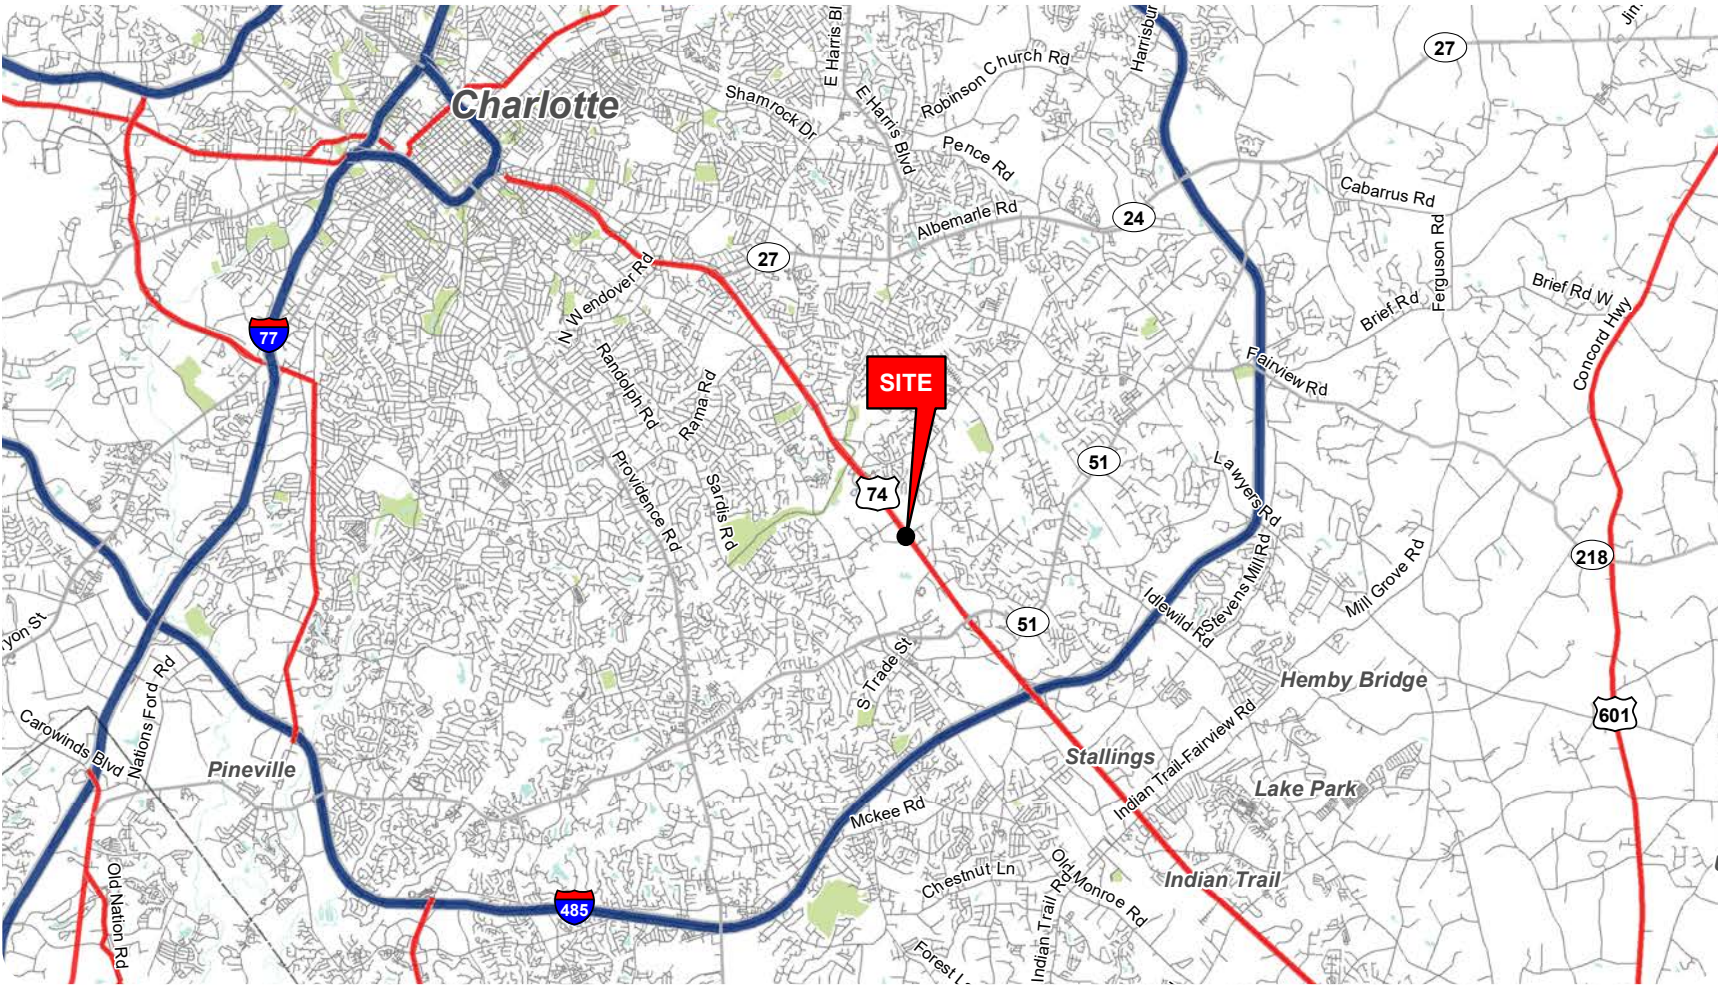 E Harris Bl
Harrisbur
Jin
27
Robinson Church Rd
Charlotte
Shamrock Dr
E Harris Blvd
Pence Rd
Cabarrus Rd
Albemarle Rd
24
27
Ferguson Rd
N Wendover Rd
Brief Rd W
Brief Rd
Concord Hwy
77
Randolph Rd
Rama Rd
SITE
Fairview Rd
51
Providence Rd
Sardis Rd
74
Lawyers Rd
218
Stevens Mill Rd
Mill Grove Rd
Idlewild Rd
yon St
51
S Trade St
Nations Ford Rd
Hemby Bridge
601
Carowinds Blvd
Pineville
Stallings
Indian Trail-Fairview Rd
Lake Park
Mckee Rd
Old Nation Rd
Chestnut Ln
Old Monroe Rd
Indian Trail
485
Indian Trail Rd
Forest L